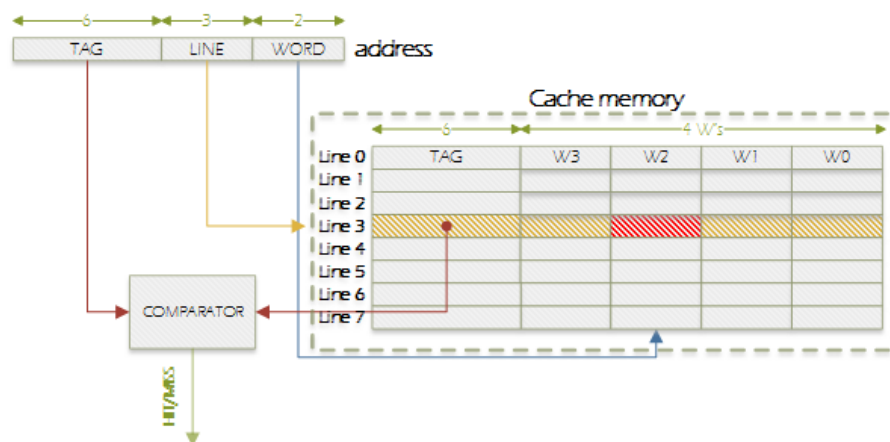 6 3 2
TAG LINE WORD address
Cache memory
6 4 W's
Line 0 TAG W3 W2 W1 W0
Line 1
Line 2
Line 3
Line 4
Line 5
Line 6
Line 7
COMPARATOR
HIT/MISS